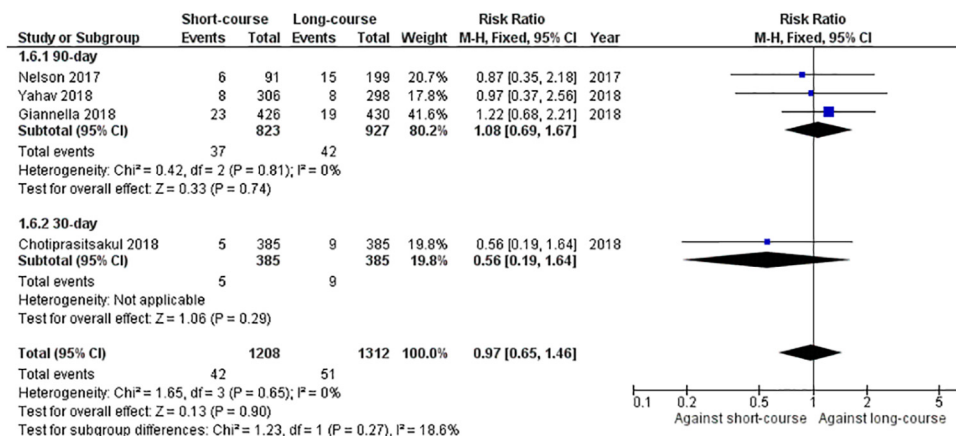 Short-course Long-course Risk Ratio Risk Ratio
Study or Subgroup Events Total Events Total Weight M-H, Fixed, 95% CI Year M-H, Fixed, 95% CI
1.6.1 90-day
Nelson 2017 6 91 15 199 20.7% 0.87 [0.35, 2.18] 2017
Yahav 2018 8 306 8 298 17.8% 0.97 [0.37, 2.56] 2018
Giannella 2018 23 426 19 430 41.6% 1.22 [0.68, 2.21] 2018
Subtotal (95% CI) 823 927 80.2% 1.08 [0.69, 1.67]
Total events 37 42
Heterogeneity: Chi² = 0.42, df = 2 (P = 0.81); I² = 0%
Test for overall effect: Z = 0.33 (P = 0.74)
1.6.2 30-day
Chotiprasitsakul 2018 5 385 9 385 19.8% 0.56 [0.19, 1.64] 2018
Subtotal (95% CI) 385 385 19.8% 0.56 [0.19, 1.64]
Total events 5 9
Heterogeneity: Not applicable
Test for overall effect: Z = 1.06 (P = 0.29)
Total (95% CI) 1208 1312 100.0% 0.97 [0.65, 1.46]
Total events 42 51
Heterogeneity: Chi² = 1.65, df = 3 (P = 0.65); I² = 0%
Test for overall effect: Z = 0.13 (P = 0.90)
Test for subgroup differences: Chi² = 1.23, df = 1 (P = 0.27), I² = 18.6%
0.1 0.2 0.5 1 2 5
Against short-course Against long-course